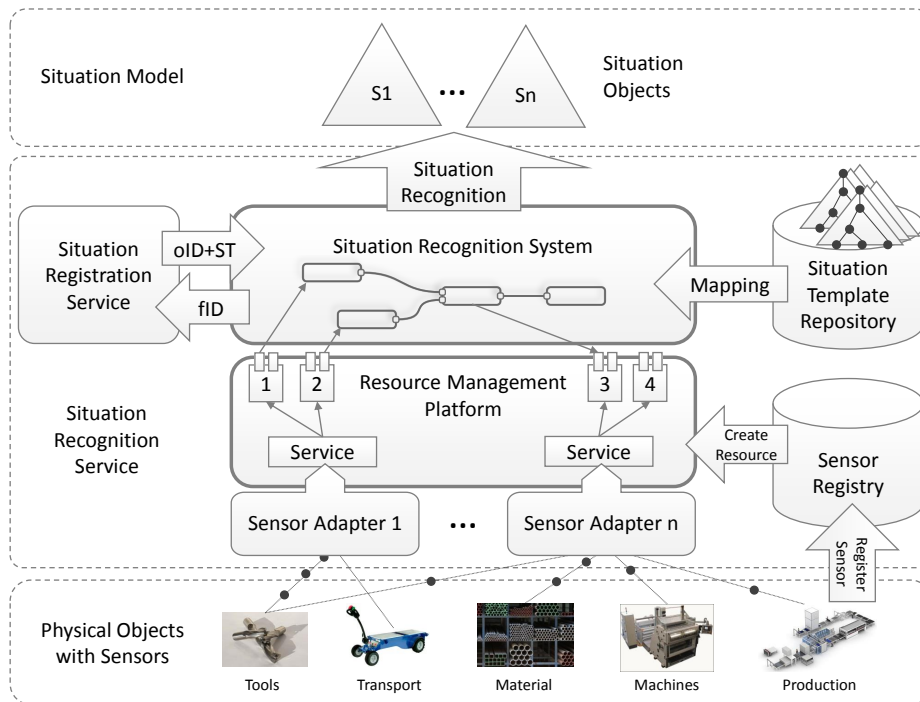 Situation Model
S1
...
Sn
Situation
Objects
Situation
Recognition
Situation
Registration
Service
oID+ST
fID
Situation Recognition System
Mapping
Situation
Template
Repository
Situation
Recognition
Service
1
2
Resource Management
Platform
3
4
Service
Service
Create
Resource
Sensor
Registry
Sensor Adapter 1
...
Sensor Adapter n
Register
Sensor
Physical Objects
with Sensors
Tools
Transport
Material
Machines
Production